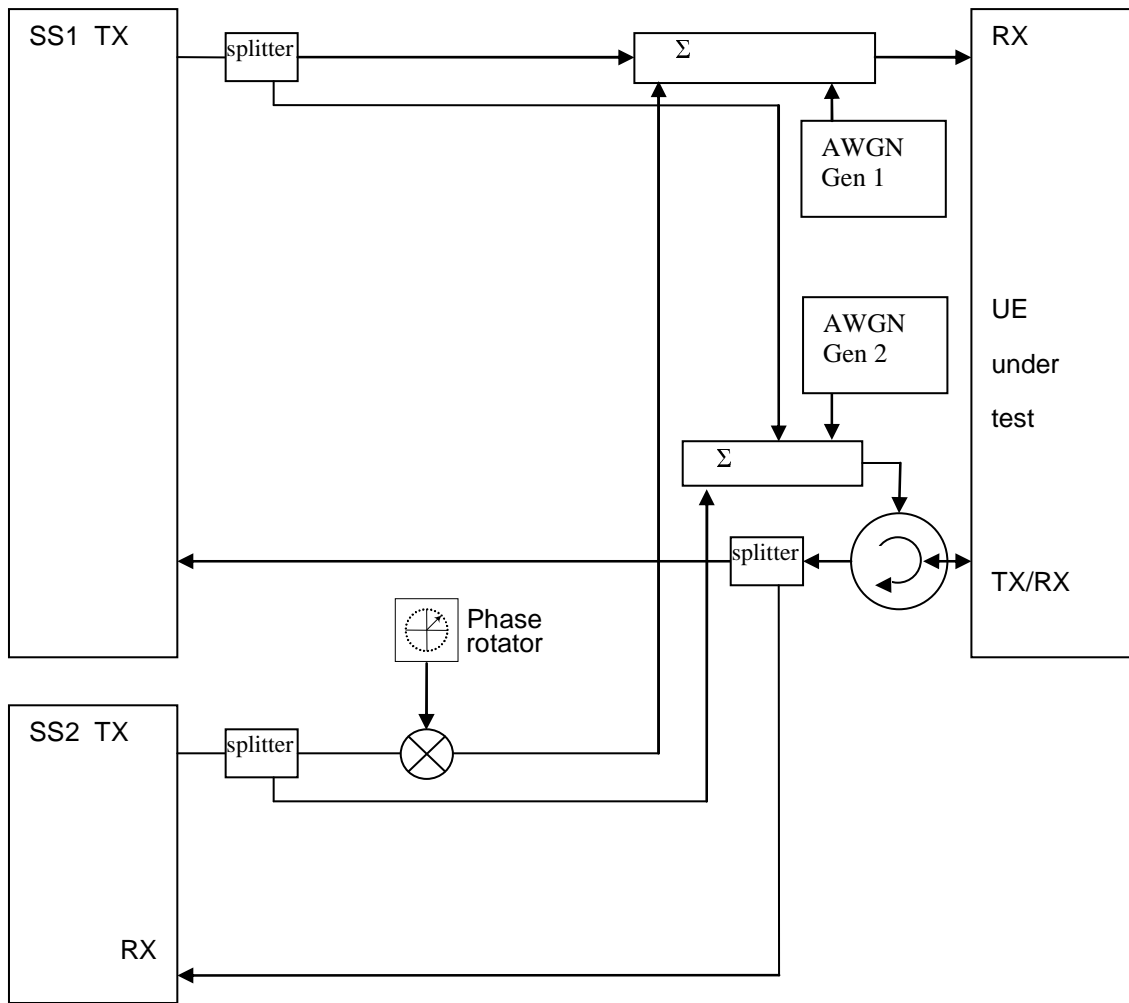 SS1 TX
splitter
Σ
RX
AWGN
Gen 1
AWGN
Gen 2
UE
under
test
Σ
splitter
TX/RX
Phase
rotator
SS2 TX
splitter
RX